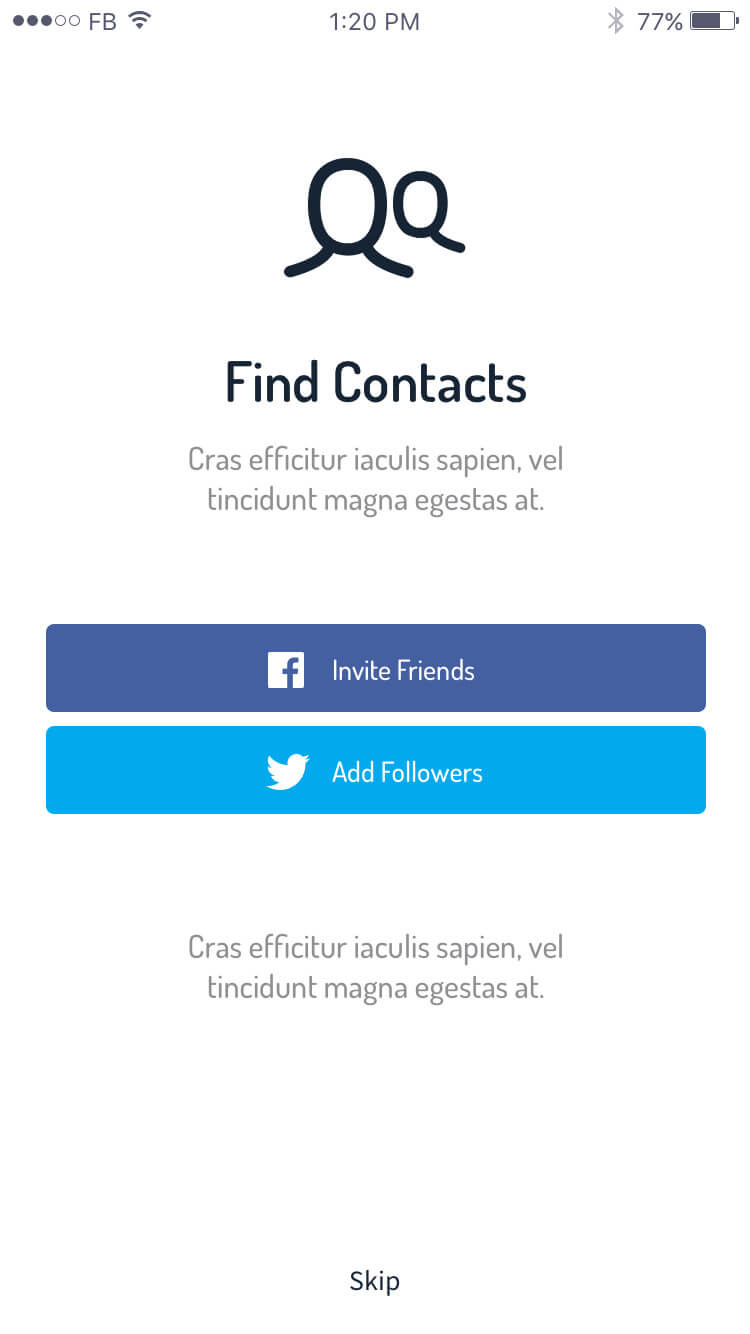 FB 1:20 PM 77%
Find Contacts
Cras efficitur iaculis sapien, vel
tincidunt magna egestas at.
Invite Friends
Add Followers
Cras efficitur iaculis sapien, vel
tincidunt magna egestas at.
Skip